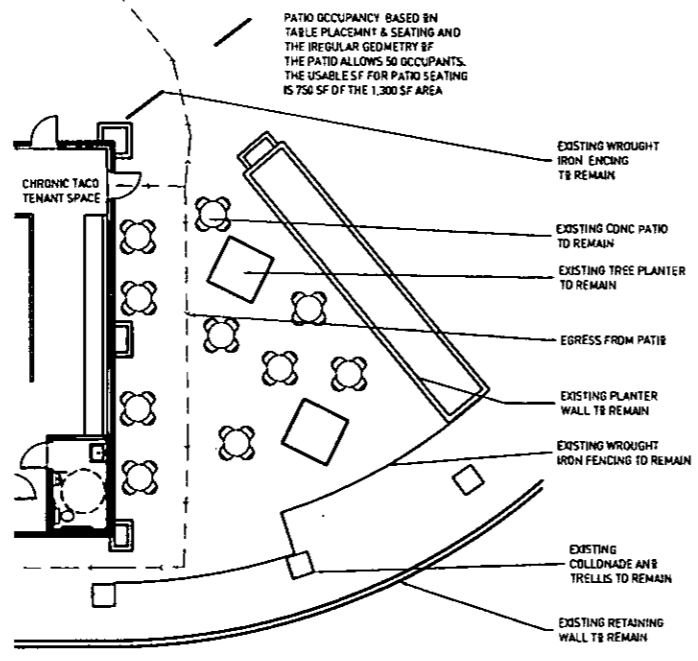 PATIO OCCUPANCY BASED ON
TABLE PLACEMNT & SEATING AND
THE IREGULAR GEOMETRY OF
THE PATIO ALLOWS 50 OCCUPANTS.
THE USABLE SF FOR PATIO SEATING
IS 750 SF OF THE 1,300 SF AREA
EXISTING WROUGHT
IRON ENCING
TO REMAIN
CHRONIC TACO
TENANT SPACE
EXISTING CONC PATIO
TO REMAIN
EXISTING TREE PLANTER
TO REMAIN
EGRESS FROM PATIO
EXISTING PLANTER
WALL TO REMAIN
EXISTING WROUGHT
IRON FENCING TO REMAIN
EXISTING
COLLONADE AND
TRELLIS TO REMAIN
EXISTING RETAINING
WALL TO REMAIN